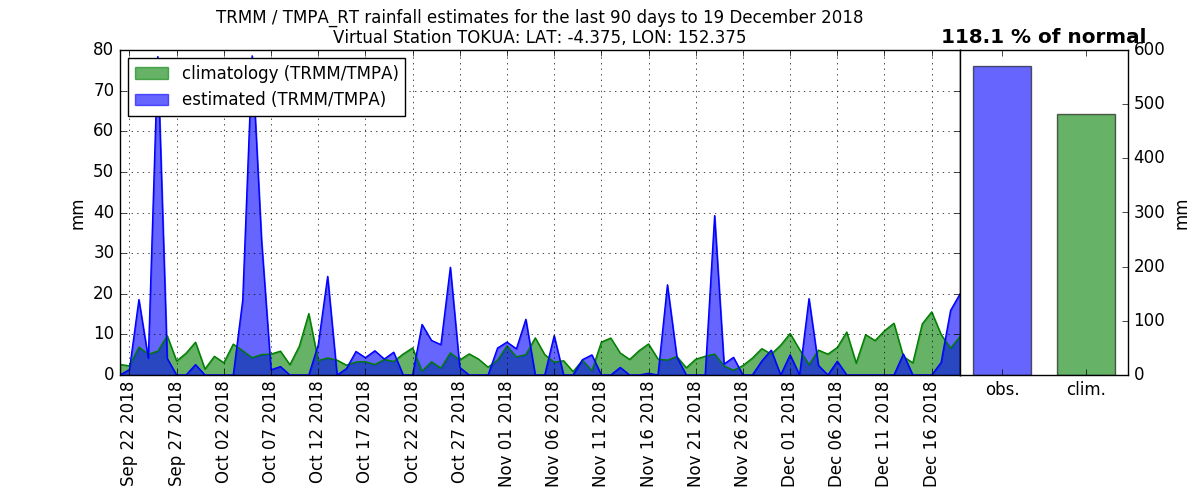 TRMM / TMPA_RT rainfall estimates for the last 90 days to 19 December 2018
Virtual Station TOKUA: LAT: -4.375, LON: 152.375
118.1 % of normal
climatology (TRMM/TMPA)
estimated (TRMM/TMPA)
mm
80
70
60
50
40
30
20
10
0
Sep 22 2018
Sep 27 2018
Oct 02 2018
Oct 07 2018
Oct 12 2018
Oct 17 2018
Oct 22 2018
Oct 27 2018
Nov 01 2018
Nov 06 2018
Nov 11 2018
Nov 16 2018
Nov 21 2018
Nov 26 2018
Dec 01 2018
Dec 06 2018
Dec 11 2018
Dec 16 2018
obs.
clim.
600
500
400
300
200
100
0
mm